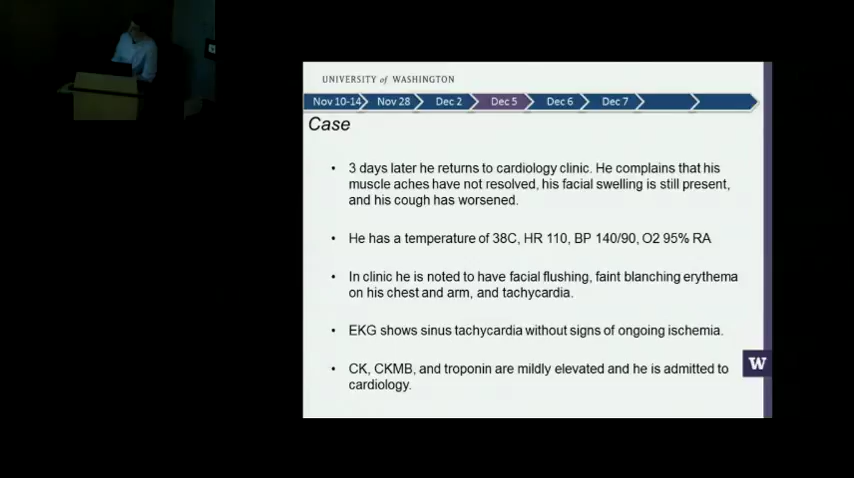 UNIVERSITY of WASHINGTON
Nov 10-14 Nov 28 Dec 2 Dec 5 Dec 6 Dec 7
Case
• 3 days later he returns to cardiology clinic. He complains that his
muscle aches have not resolved, his facial swelling is still present,
and his cough has worsened.
• He has a temperature of 38C, HR 110, BP 140/90, O2 95% RA
• In clinic he is noted to have facial flushing, faint blanching erythema
on his chest and arm, and tachycardia.
• EKG shows sinus tachycardia without signs of ongoing ischemia.
W
• CK, CKMB, and troponin are mildly elevated and he is admitted to
cardiology.